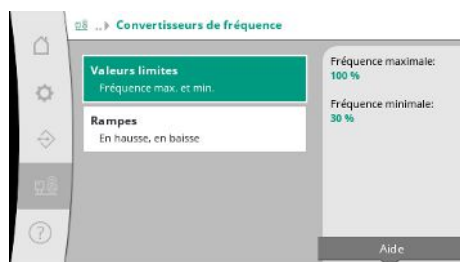 ..▸ Convertisseurs de fréquence
Valeurs limites
Fréquence max. et min.
Rampes
En hausse, en baisse
Fréquence maximale:
100 %
Fréquence minimale:
30 %
Aide